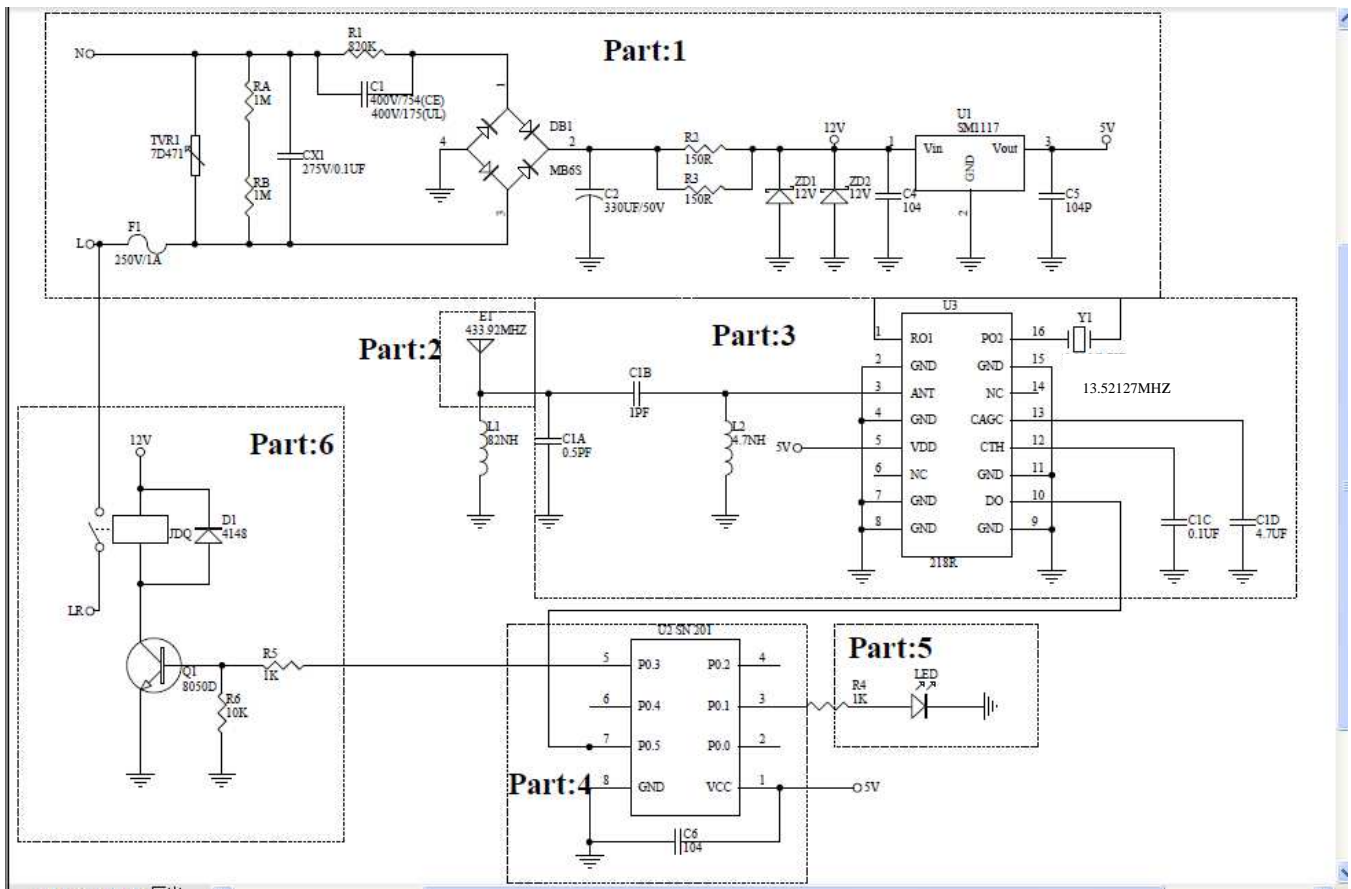 Part:1
N
R1
820K
C1
400V/754(CE)
400V/175(UL)
RA
1M
TVR1
7D471
CX1
275V/0.1UF
RB
1M
F1
L
250V/1A
1
DB1
4
2
MB6S
3
C2
330UF/50V
R2
150R
R3
150R
12V
ZD1
12V
ZD2
12V
C4
104
U1
SM1117
1
Vin
Vout
3
GND
2
5V
C5
104P
Part:2
E1
433.92MHZ
L1
82NH
Part:3
C1A
0.5PF
C1B
1PF
L2
4.7NH
5V
U3
1 RO1 PO2 16
2 GND GND 15
3 ANT NC 14
4 GND CAGC 13
5 VDD CTH 12
6 NC GND 11
7 GND DO 10
8 GND GND 9
218R
Y1
13.52127MHZ
C1C
0.1UF
C1D
4.7UF
Part:6
12V
JDQ
D1
4148
LR
Q1
8050D
R5
1K
R6
10K
U2 SN 201
5 P0.3 P0.2 4
6 P0.4 P0.1 3
7 P0.5 P0.0 2
8 GND VCC 1
Part:4
C6
104
5V
Part:5
LED
R4
1K